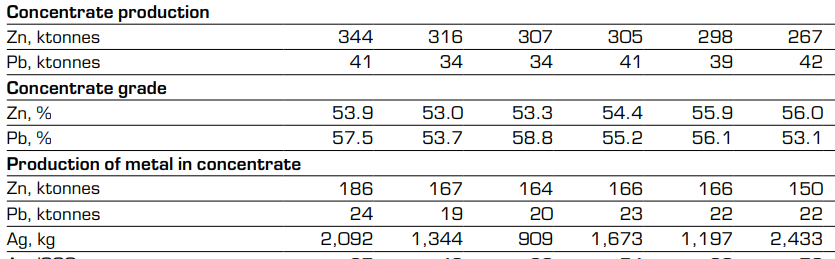 Concentrate production
Zn, ktonnes 344 316 307 305 298 267
Pb, ktonnes 41 34 34 41 39 42
Concentrate grade
Zn, % 53.9 53.0 53.3 54.4 55.9 56.0
Pb, % 57.5 53.7 58.8 55.2 56.1 53.1
Production of metal in concentrate
Zn, ktonnes 186 167 164 166 166 150
Pb, ktonnes 24 19 20 23 22 22
Ag, kg 2,092 1,344 909 1,673 1,197 2,433